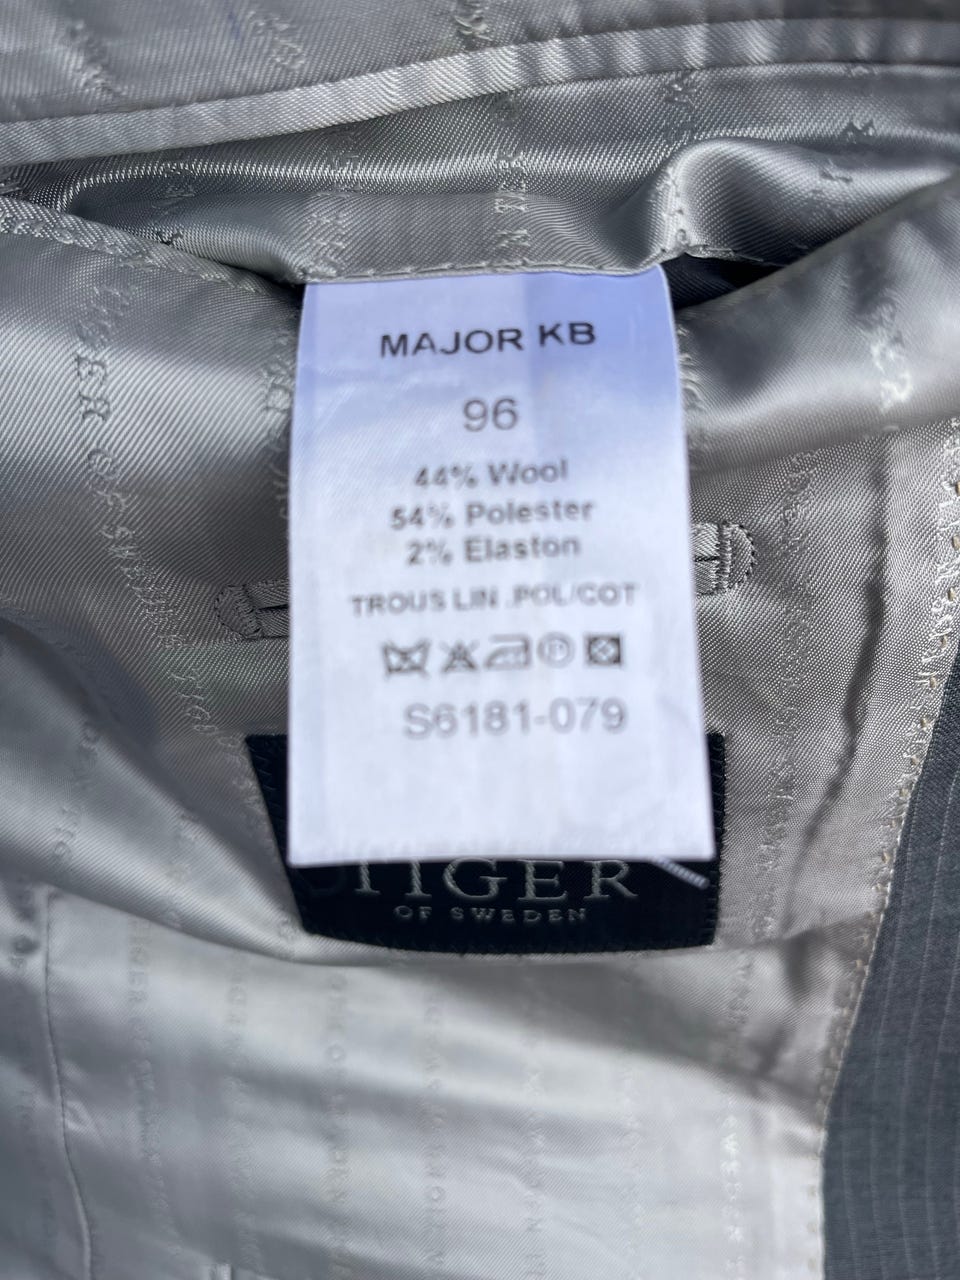 MAJOR KB
96
44% Wool
54% Polester
2% Elaston
TROUS LIN .POL/COT
S6181-079
TIGER
OF SWEDEN